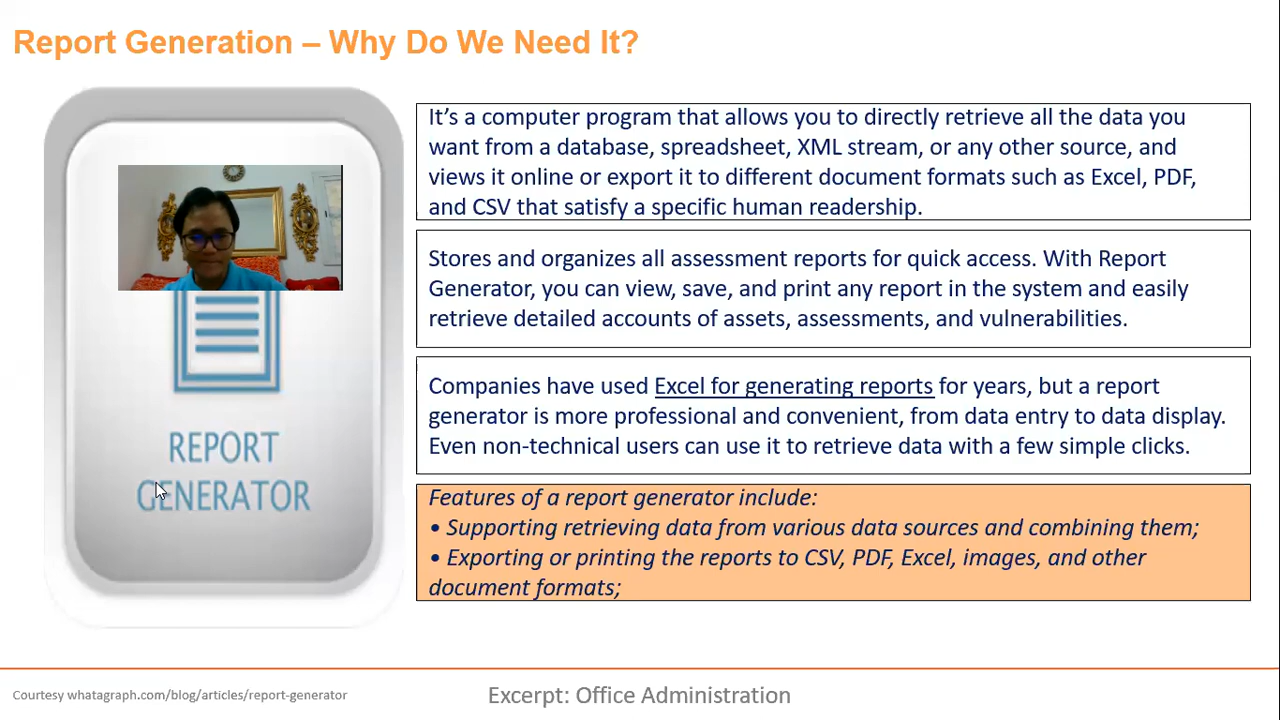 Report Generation – Why Do We Need It?
It's a computer program that allows you to directly retrieve all the data you
want from a database, spreadsheet, XML stream, or any other source, and
views it online or export it to different document formats such as Excel, PDF,
and CSV that satisfy a specific human readership.
Stores and organizes all assessment reports for quick access. With Report
Generator, you can view, save, and print any report in the system and easily
retrieve detailed accounts of assets, assessments, and vulnerabilities.
Companies have used Excel for generating reports for years, but a report
generator is more professional and convenient, from data entry to data display.
Even non-technical users can use it to retrieve data with a few simple clicks.
Features of a report generator include:
• Supporting retrieving data from various data sources and combining them;
• Exporting or printing the reports to CSV, PDF, Excel, images, and other
document formats;
REPORT
GENERATOR
Courtesy whatagraph.com/blog/articles/report-generator
Excerpt: Office Administration